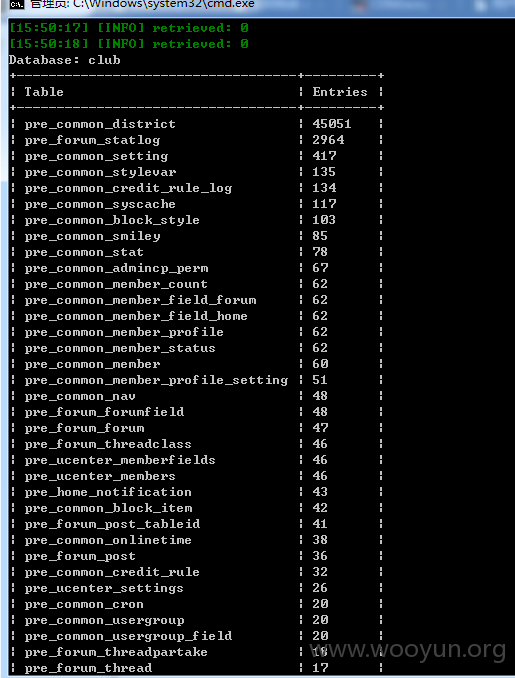 管理员: C:\Windows\system32\cmd.exe
[15:50:17] [INFO] retrieved: 0
[15:50:18] [INFO] retrieved: 0
Database: club
+-----------------------------------+---------+
¦ Table ¦ Entries ¦
+-----------------------------------+---------+
¦ pre_common_district ¦ 45051 ¦
¦ pre_forum_statlog ¦ 2964 ¦
¦ pre_common_setting ¦ 417 ¦
¦ pre_common_stylevar ¦ 135 ¦
¦ pre_common_credit_rule_log ¦ 134 ¦
¦ pre_common_syscache ¦ 117 ¦
¦ pre_common_block_style ¦ 103 ¦
¦ pre_common_smiley ¦ 85 ¦
¦ pre_common_stat ¦ 78 ¦
¦ pre_common_admincp_perm ¦ 67 ¦
¦ pre_common_member_count ¦ 62 ¦
¦ pre_common_member_field_forum ¦ 62 ¦
¦ pre_common_member_field_home ¦ 62 ¦
¦ pre_common_member_profile ¦ 62 ¦
¦ pre_common_member_status ¦ 62 ¦
¦ pre_common_member ¦ 60 ¦
¦ pre_common_member_profile_setting ¦ 51 ¦
¦ pre_common_nav ¦ 48 ¦
¦ pre_forum_forumfield ¦ 48 ¦
¦ pre_forum_forum ¦ 47 ¦
¦ pre_forum_threadclass ¦ 46 ¦
¦ pre_ucenter_memberfields ¦ 46 ¦
¦ pre_ucenter_members ¦ 46 ¦
¦ pre_home_notification ¦ 43 ¦
¦ pre_common_block_item ¦ 42 ¦
¦ pre_forum_post_tableid ¦ 41 ¦
¦ pre_common_onlinetime ¦ 38 ¦
¦ pre_forum_post ¦ 36 ¦
¦ pre_common_credit_rule ¦ 32 ¦
¦ pre_ucenter_settings ¦ 26 ¦
¦ pre_common_cron ¦ 20 ¦
¦ pre_common_usergroup ¦ 20 ¦
¦ pre_common_usergroup_field ¦ 20 ¦
¦ pre_forum_threadpartake ¦ ¦
¦ pre_forum_thread ¦ 17 ¦
www.wooyun.org